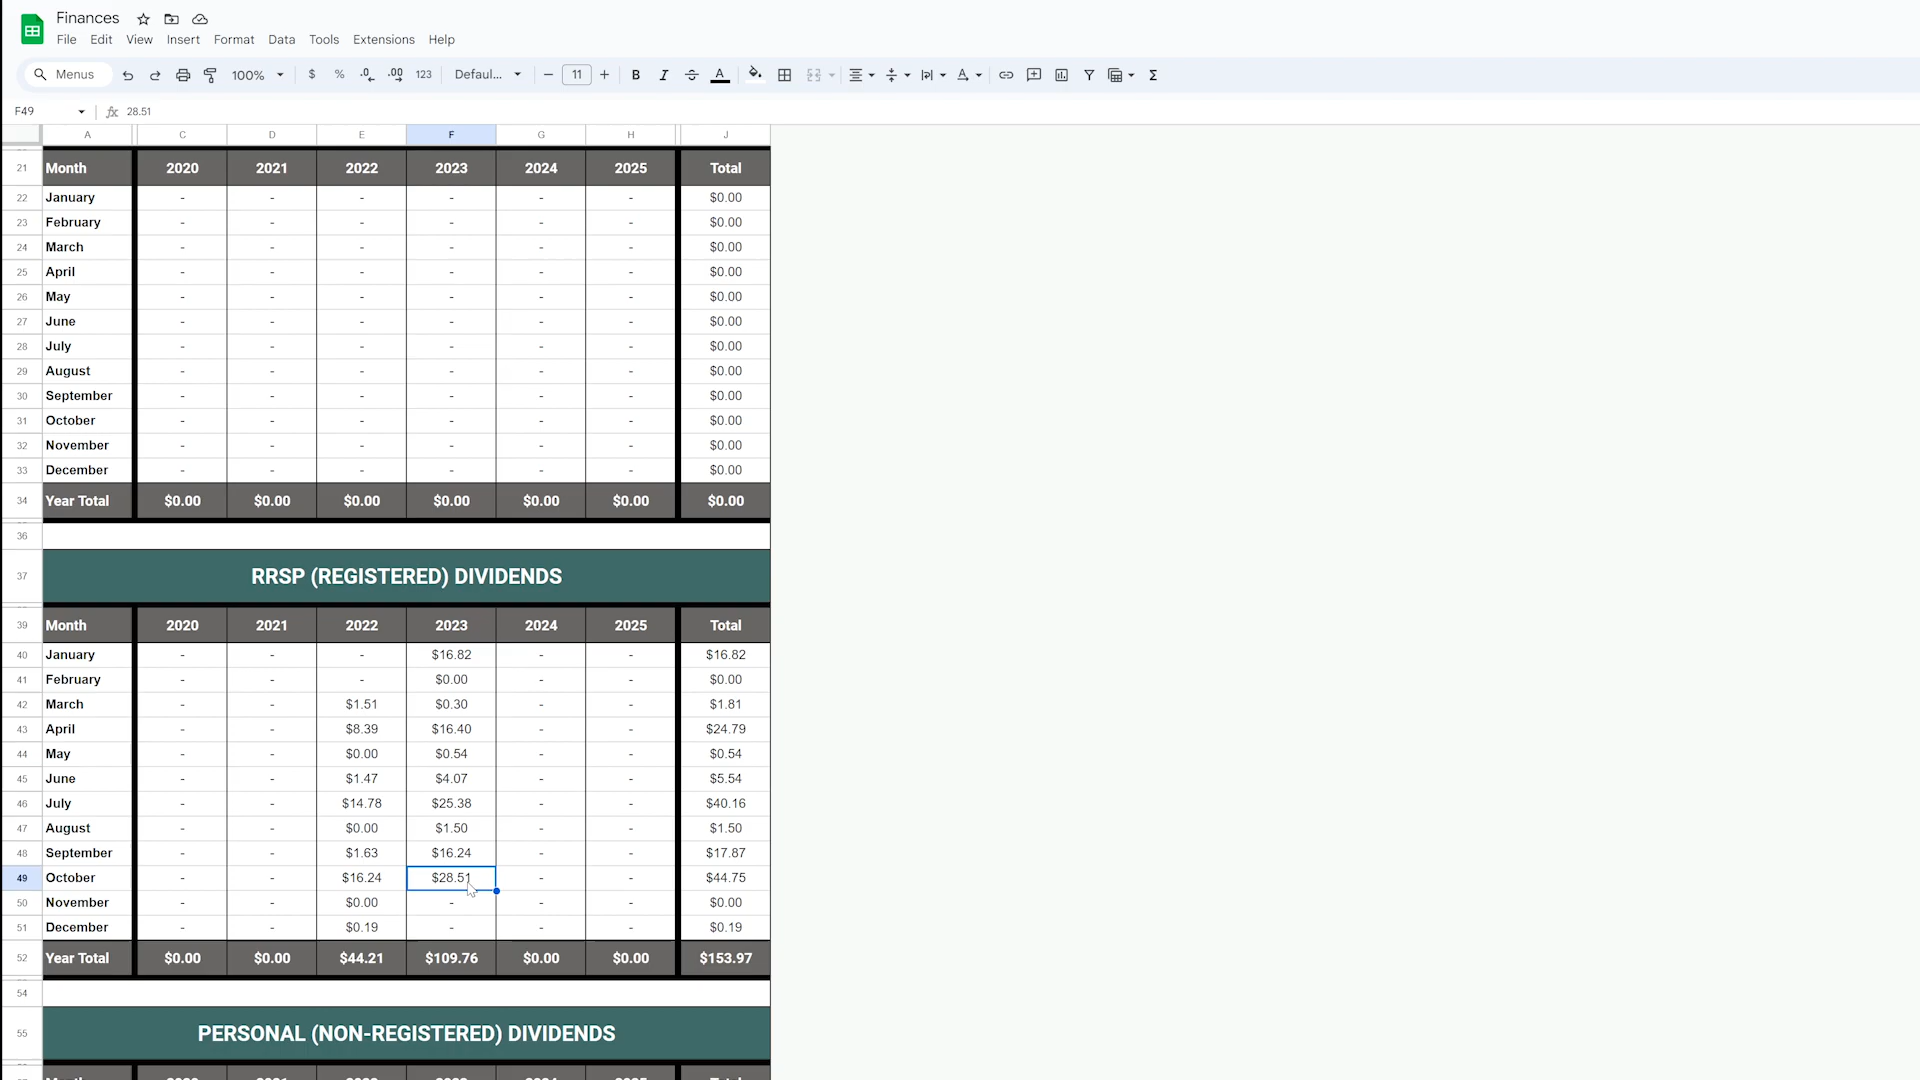 Finances
File Edit View Insert Format Data Tools Extensions Help
Menus 100% $ % .0 .00 123 Defaul... 11 B I A Σ
F49 fx 28.51
A C D E F G H J
21 Month 2020 2021 2022 2023 2024 2025 Total
22 January - - - - - - $0.00
23 February - - - - - - $0.00
24 March - - - - - - $0.00
25 April - - - - - - $0.00
26 May - - - - - - $0.00
27 June - - - - - - $0.00
28 July - - - - - - $0.00
29 August - - - - - - $0.00
30 September - - - - - - $0.00
31 October - - - - - - $0.00
32 November - - - - - - $0.00
33 December - - - - - - $0.00
34 Year Total $0.00 $0.00 $0.00 $0.00 $0.00 $0.00 $0.00
36
37 RRSP (REGISTERED) DIVIDENDS
39 Month 2020 2021 2022 2023 2024 2025 Total
40 January - - - $16.82 - - $16.82
41 February - - - $0.00 - - $0.00
42 March - - $1.51 $0.30 - - $1.81
43 April - - $8.39 $16.40 - - $24.79
44 May - - $0.00 $0.54 - - $0.54
45 June - - $1.47 $4.07 - - $5.54
46 July - - $14.78 $25.38 - - $40.16
47 August - - $0.00 $1.50 - - $1.50
48 September - - $1.63 $16.24 - - $17.87
49 October - - $16.24 $28.51 - - $44.75
50 November - - $0.00 - - - $0.00
51 December - - $0.19 - - - $0.19
52 Year Total $0.00 $0.00 $44.21 $109.76 $0.00 $0.00 $153.97
54
55 PERSONAL (NON-REGISTERED) DIVIDENDS